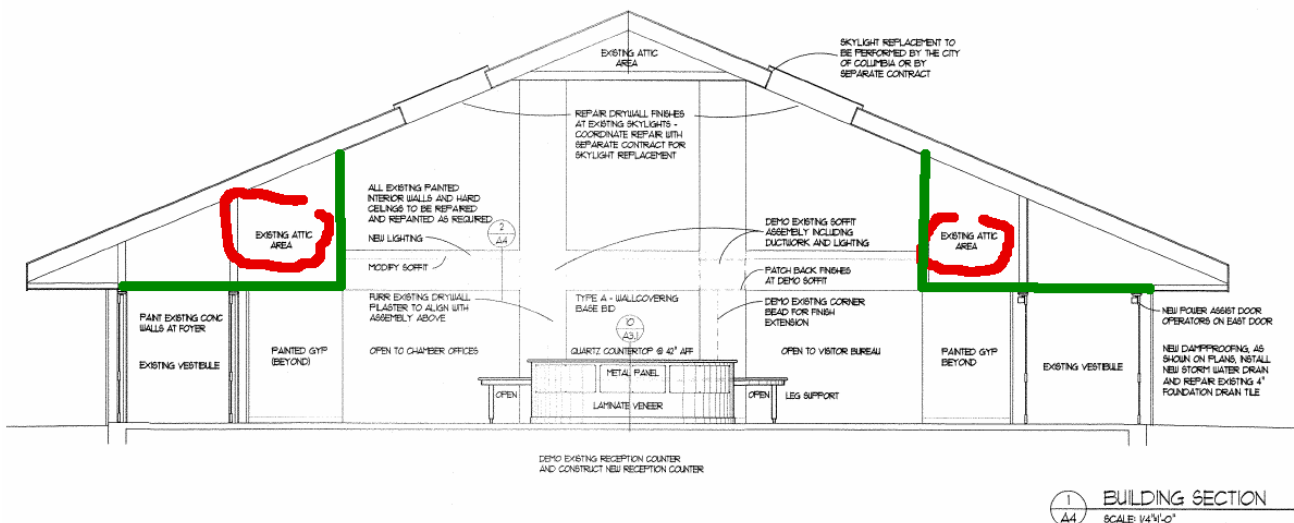 EXISTING ATTIC
AREA
SKYLIGHT REPLACEMENT TO
BE PERFORMED BY THE CITY
OF COLUMBIA OR BY
SEPARATE CONTRACT
REPAIR DRYWALL FINISHES
AT EXISTING SKYLIGHTS -
COORDINATE REPAIR WITH
SEPARATE CONTRACT FOR
SKYLIGHT REPLACEMENT
ALL EXISTING PAINTED
INTERIOR WALLS AND HARD
CEILINGS TO BE REPAIRED
AND REPAINTED AS REQUIRED
NEW LIGHTING
MODIFY SOFFIT
2
A4
EXISTING ATTIC
AREA
DEMO EXISTING SOFFIT
ASSEMBLY INCLUDING
DUCTWORK AND LIGHTING
EXISTING ATTIC
AREA
PATCH BACK FINISHES
AT DEMO SOFFIT
FURR EXISTING DRYWALL
PLASTER TO ALIGN WITH
ASSEMBLY ABOVE
TYPE A - WALLCOVERING
BASE BID
DEMO EXISTING CORNER
BEAD FOR FINISH
EXTENSION
PAINT EXISTING CONC
WALLS AT FOYER
EXISTING VESTIBULE
PAINTED GYP
(BEYOND)
OPEN TO CHAMBER OFFICES
10
A3.1
QUARTZ COUNTERTOP @ 42" AFF
OPEN TO VISITOR BUREAU
PAINTED GYP
BEYOND
EXISTING VESTIBULE
NEW POWER ASSIST DOOR
OPERATORS ON EAST DOOR
NEW DAMPPROOFING, AS
SHOWN ON PLANS, INSTALL
NEW STORM WATER DRAIN
AND REPAIR EXISTING 4"
FOUNDATION DRAIN TILE
METAL PANEL
OPEN
LAMINATE VENEER
OPEN
LEG SUPPORT
DEMO EXISTING RECEPTION COUNTER
AND CONSTRUCT NEW RECEPTION COUNTER
1
A4
BUILDING SECTION
SCALE: 1/4"=1'-0"